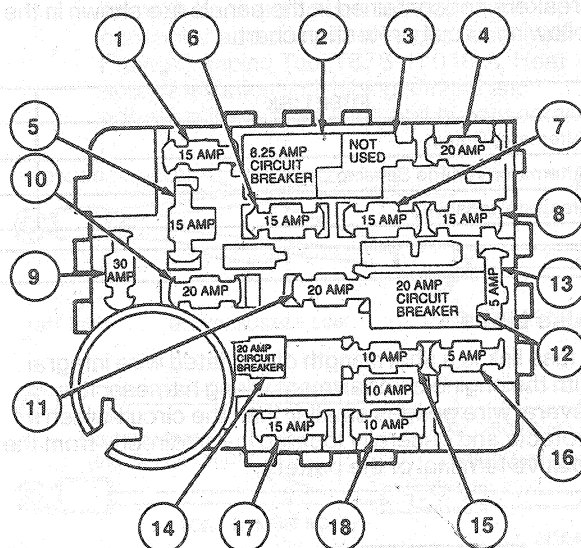 1
6
2
3
4
5
15 AMP
8.25 AMP
CIRCUIT
BREAKER
NOT
USED
20 AMP
7
10
15 AMP
15 AMP
15 AMP
15 AMP
8
9
30
AMP
20 AMP
20 AMP
20 AMP
CIRCUIT
BREAKER
5 AMP
13
11
20 AMP
CIRCUIT
BREAKER
10 AMP
5 AMP
12
10 AMP
15 AMP
10 AMP
16
14
17
18
15